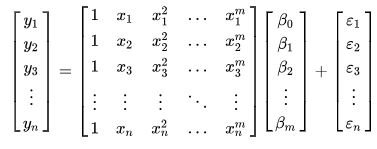 y₁ 1 x₁ x₁² … x₁ᵐ β₀ ε₁
y₂ 1 x₂ x₂² … x₂ᵐ β₁ ε₂
y₃ = 1 x₃ x₃² … x₃ᵐ β₂ + ε₃
⋮ ⋮ ⋮ ⋮ ⋱ ⋮ ⋮ ⋮
yₙ 1 xₙ xₙ² … xₙᵐ βₘ εₙ